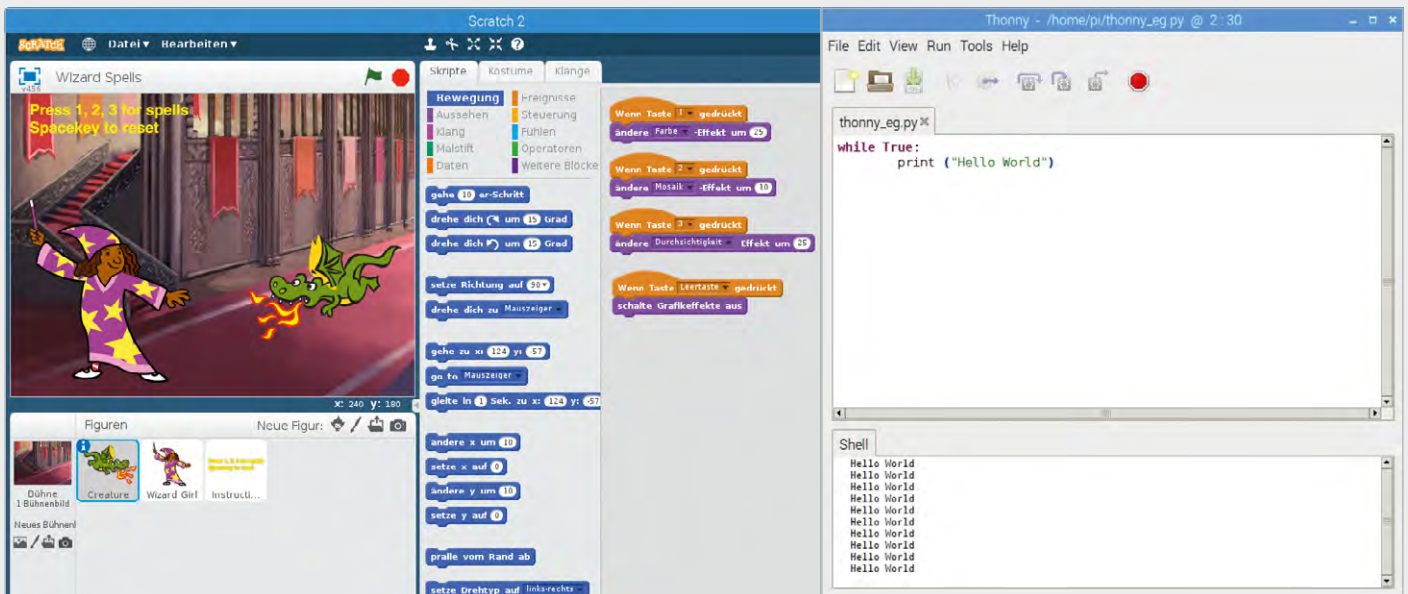 Scratch 2
SCRATCH
Datei▾ Bearbeiten▾
v456
Wizard Spells
Press 1, 2, 3 for spells
Spacekey to reset
x: 240 y: 180
Figuren
Neue Figur:
Bühne
1 Bühnenbild
Neues Bühnenl
Creature
Wizard Girl
Instructi...
Skripte
Kostüme
Klänge
Bewegung
Aussehen
Klang
Malstift
Daten
Ereignisse
Steuerung
Fühlen
Operatoren
Weitere Blöcke
gehe 10 er-Schritt
drehe dich ↻ um 15 Grad
drehe dich ↺ um 15 Grad
setze Richtung auf 90▾
drehe dich zu Mauszeiger
gehe zu x: 124 y: -57
go to Mauszeiger
gleite in 1 Sek. zu x: 124 y: -57
ändere x um 10
setze x auf 0
ändere y um 10
setze y auf 0
pralle vom Rand ab
setze Drehtyp auf links-rechts
Wenn Taste 1 gedrückt
ändere Farbe -Effekt um 25
Wenn Taste 2 gedrückt
ändere Mosaik -Effekt um 10
Wenn Taste 3 gedrückt
ändere Durchsichtigkeit -Effekt um 25
Wenn Taste Leertaste gedrückt
schalte Grafikeffekte aus
Thonny - /home/pi/thonny_eg.py @ 2:30
File Edit View Run Tools Help
thonny_eg.py
while True:
print ("Hello World")
Shell
Hello World
Hello World
Hello World
Hello World
Hello World
Hello World
Hello World
Hello World
Hello World
Hello World